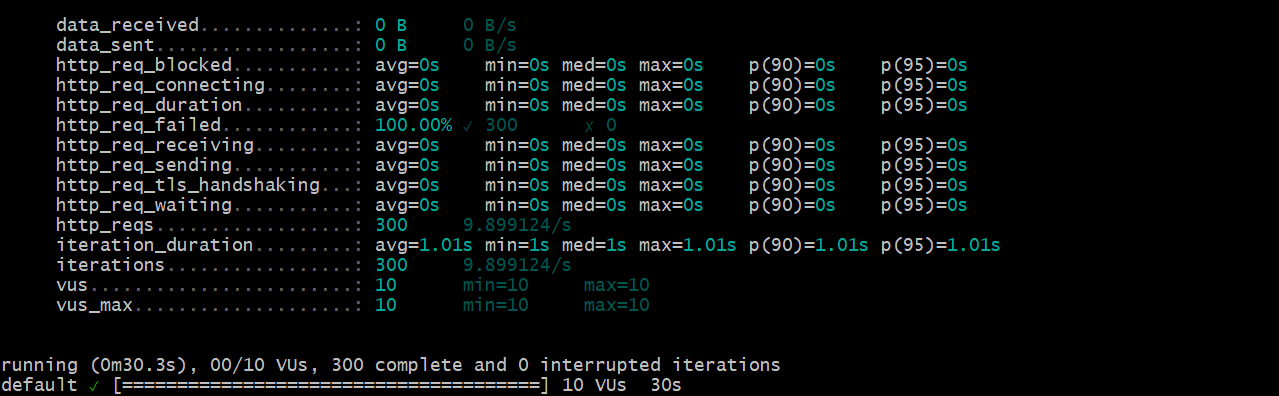 data_received..............: 0 B 0 B/s
data_sent..................: 0 B 0 B/s
http_req_blocked...........: avg=0s min=0s med=0s max=0s p(90)=0s p(95)=0s
http_req_connecting........: avg=0s min=0s med=0s max=0s p(90)=0s p(95)=0s
http_req_duration..........: avg=0s min=0s med=0s max=0s p(90)=0s p(95)=0s
http_req_failed............: 100.00% ✓ 300 ✗ 0
http_req_receiving.........: avg=0s min=0s med=0s max=0s p(90)=0s p(95)=0s
http_req_sending...........: avg=0s min=0s med=0s max=0s p(90)=0s p(95)=0s
http_req_tls_handshaking...: avg=0s min=0s med=0s max=0s p(90)=0s p(95)=0s
http_req_waiting...........: avg=0s min=0s med=0s max=0s p(90)=0s p(95)=0s
http_reqs..................: 300 9.899124/s
iteration_duration.........: avg=1.01s min=1s med=1s max=1.01s p(90)=1.01s p(95)=1.01s
iterations.................: 300 9.899124/s
vus........................: 10 min=10 max=10
vus_max....................: 10 min=10 max=10
running (0m30.3s), 00/10 VUs, 300 complete and 0 interrupted iterations
default ✓ [======================================] 10 VUs 30s